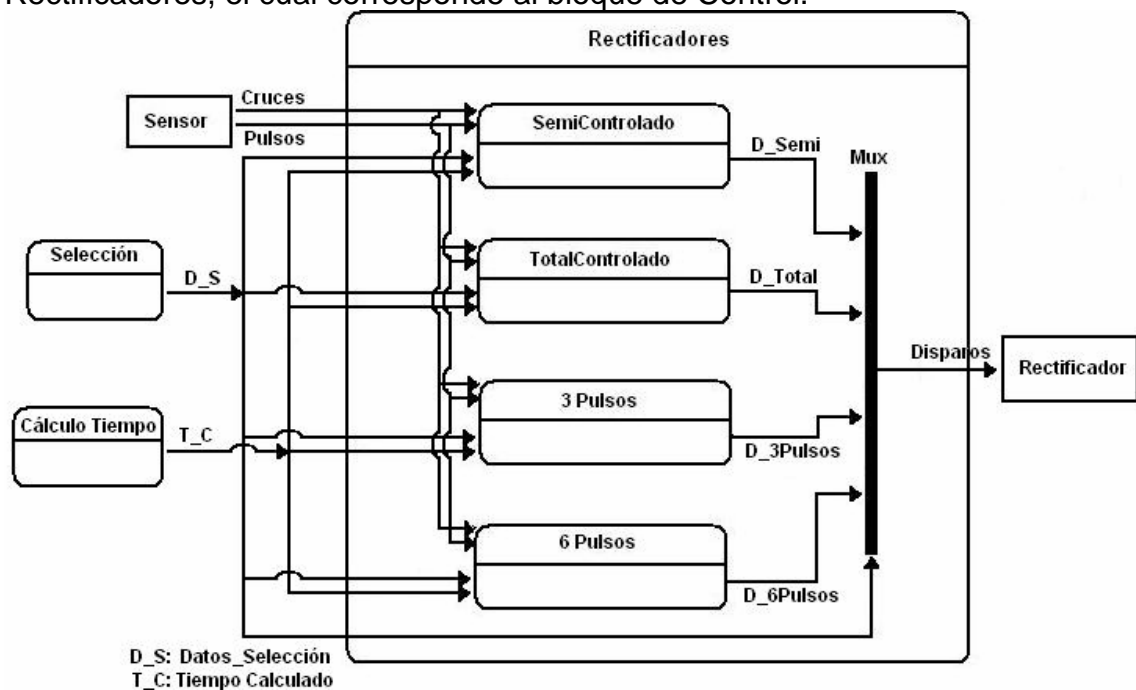 Rectificadores, el cual corresponde al bloque de Control.
Rectificadores
Cruces
Sensor
Pulsos
SemiControlado
D_Semi
Mux
Selección
D_S
TotalControlado
D_Total
Disparos
Rectificador
Cálculo Tiempo
T_C
3 Pulsos
D_3Pulsos
6 Pulsos
D_6Pulsos
D_S: Datos_Selección
T_C: Tiempo Calculado